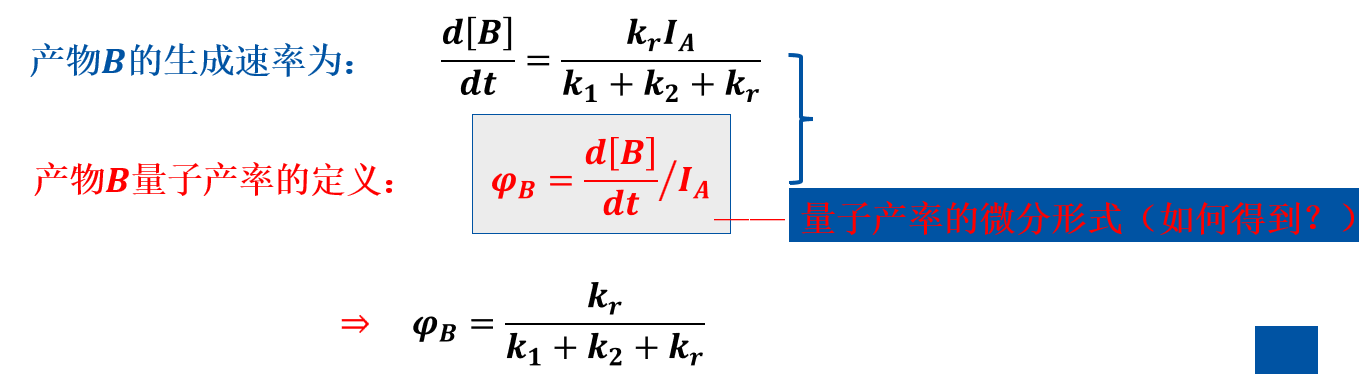 产物B的生成速率为： d[B]/dt = k_r I_A / (k_1 + k_2 + k_r)
产物B量子产率的定义： φ_B = d[B]/dt / I_A
量子产率的微分形式（如何得到？）
⇒ φ_B = k_r / (k_1 + k_2 + k_r)